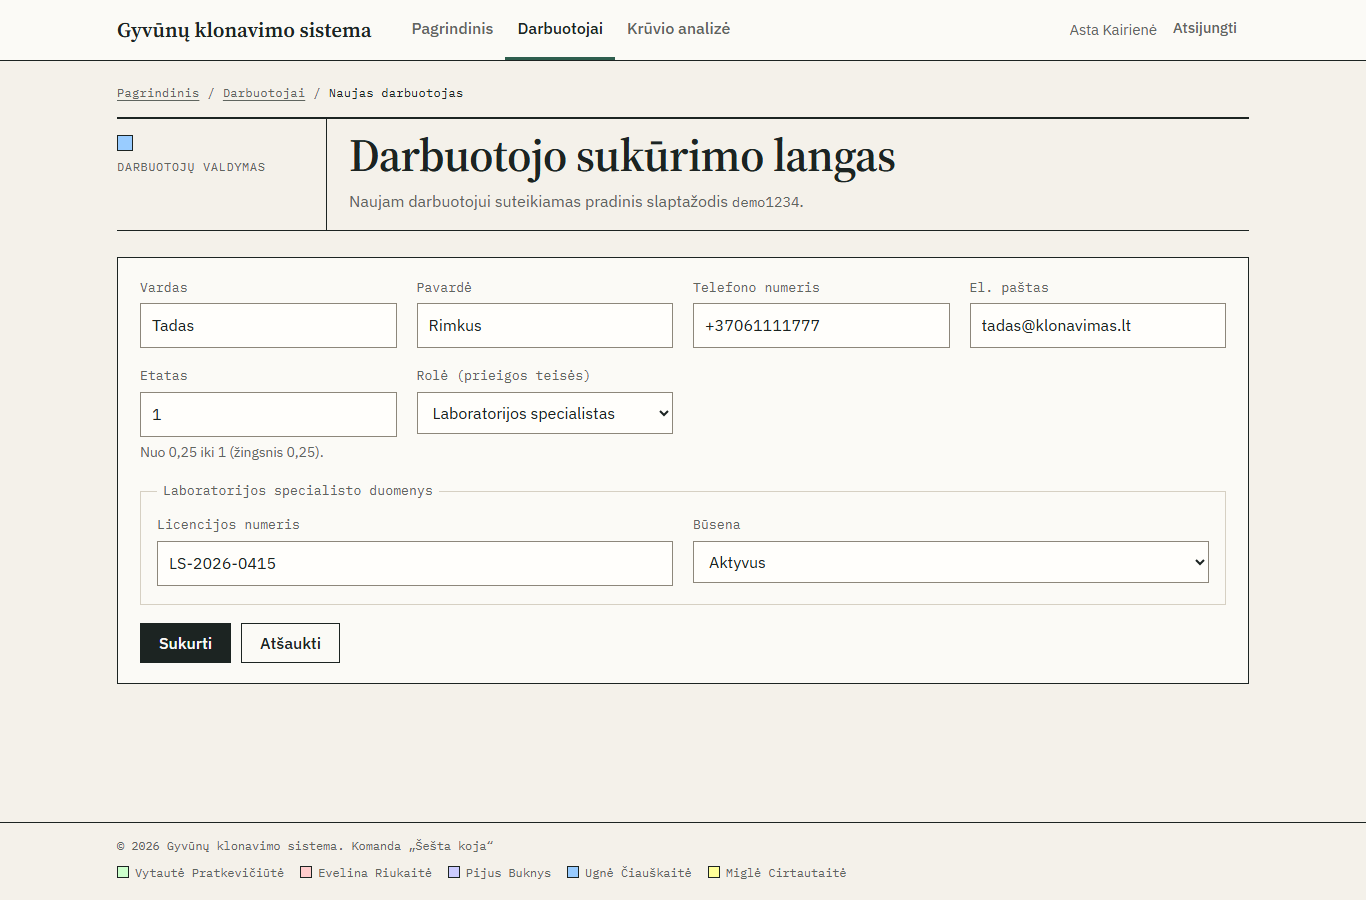 Gyvūnų klonavimo sistema
Pagrindinis
Darbuotojai
Krūvio analizė
Asta Kairienė
Atsijungti
Pagrindinis / Darbuotojai / Naujas darbuotojas
DARBUOTOJŲ VALDYMAS
Darbuotojo sukūrimo langas
Naujam darbuotojui suteikiamas pradinis slaptažodis demo1234.
Vardas
Tadas
Pavardė
Rimkus
Telefono numeris
+37061111777
El. paštas
tadas@klonavimas.lt
Etatas
1
Nuo 0,25 iki 1 (žingsnis 0,25).
Rolė (prieigos teisės)
Laboratorijos specialistas
Laboratorijos specialisto duomenys
Licencijos numeris
LS-2026-0415
Būsena
Aktyvus
Sukurti
Atšaukti
© 2026 Gyvūnų klonavimo sistema. Komanda „Šešta koja“
Vytautė Pratkevičiūtė
Evelina Riukaitė
Pijus Buknys
Ugnė Čiauškaitė
Miglė Cirtautaitė